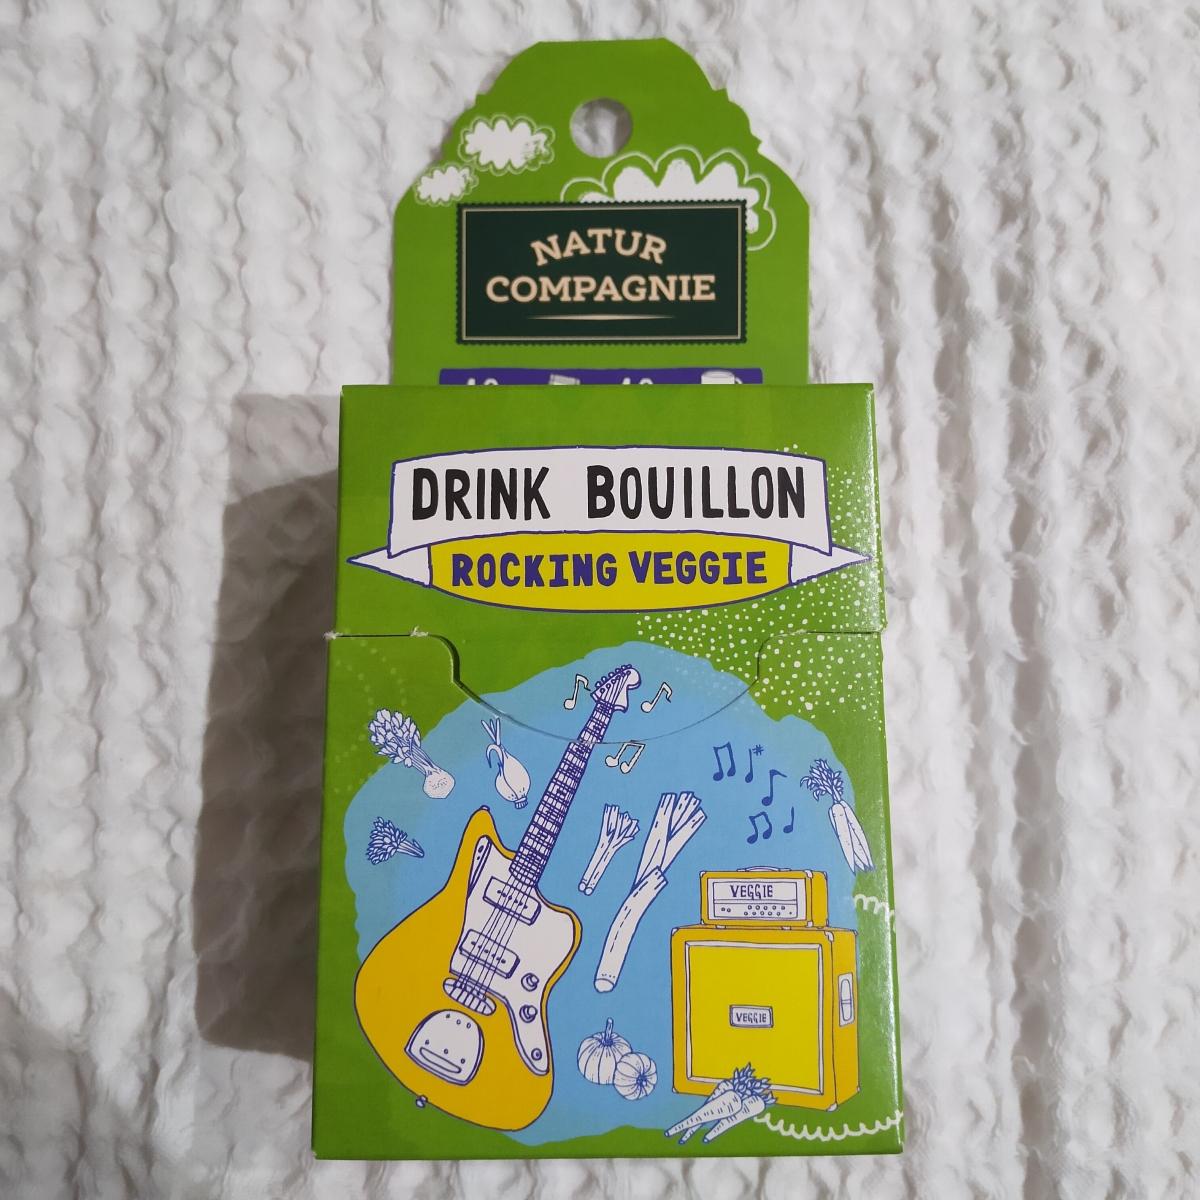 NATUR
COMPAGNIE
DRINK BOUILLON
ROCKING VEGGIE
VEGGIE
VEGGIE